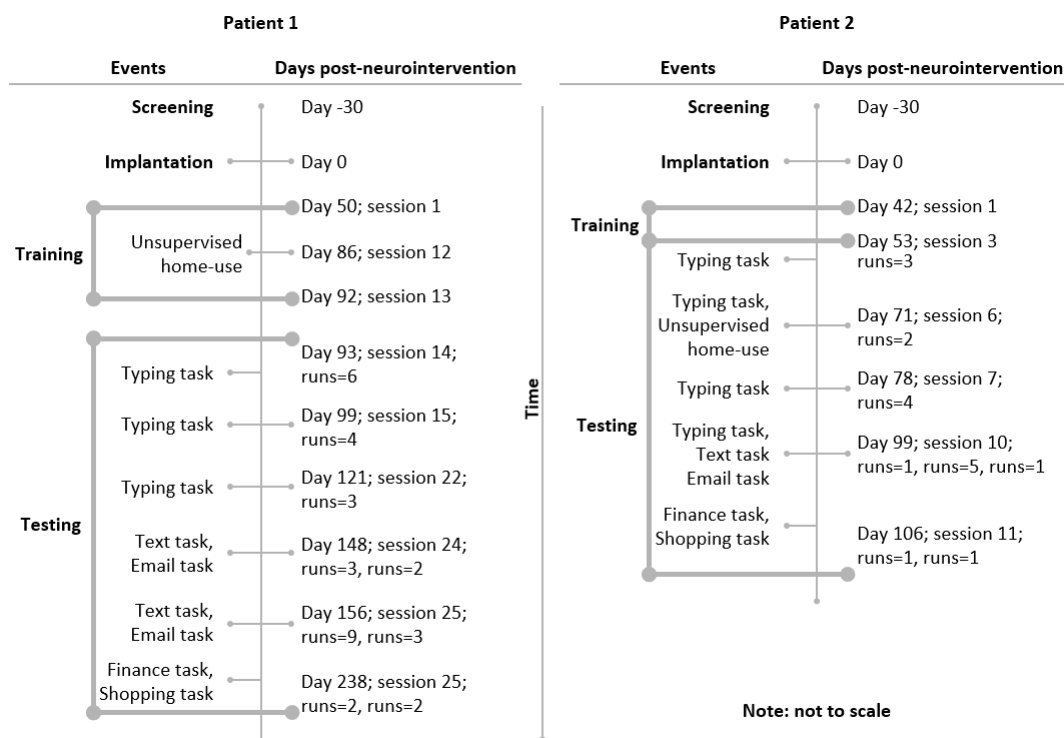 Patient 1
Events
Days post-neurointervention
Screening
Day -30
Implantation
Day 0
Training
Day 50; session 1
Unsupervised
home-use
Day 86; session 12
Day 92; session 13
Testing
Typing task
Day 93; session 14;
runs=6
Typing task
Day 99; session 15;
runs=4
Typing task
Day 121; session 22;
runs=3
Text task,
Email task
Day 148; session 24;
runs=3, runs=2
Text task,
Email task
Day 156; session 25;
runs=9, runs=3
Finance task,
Shopping task
Day 238; session 25;
runs=2, runs=2
Time
Patient 2
Events
Days post-neurointervention
Screening
Day -30
Implantation
Day 0
Training
Day 42; session 1
Testing
Typing task
Day 53; session 3
runs=3
Typing task,
Unsupervised
home-use
Day 71; session 6;
runs=2
Typing task
Day 78; session 7;
runs=4
Typing task,
Text task
Email task
Day 99; session 10;
runs=1, runs=5, runs=1
Finance task,
Shopping task
Day 106; session 11;
runs=1, runs=1
Note: not to scale